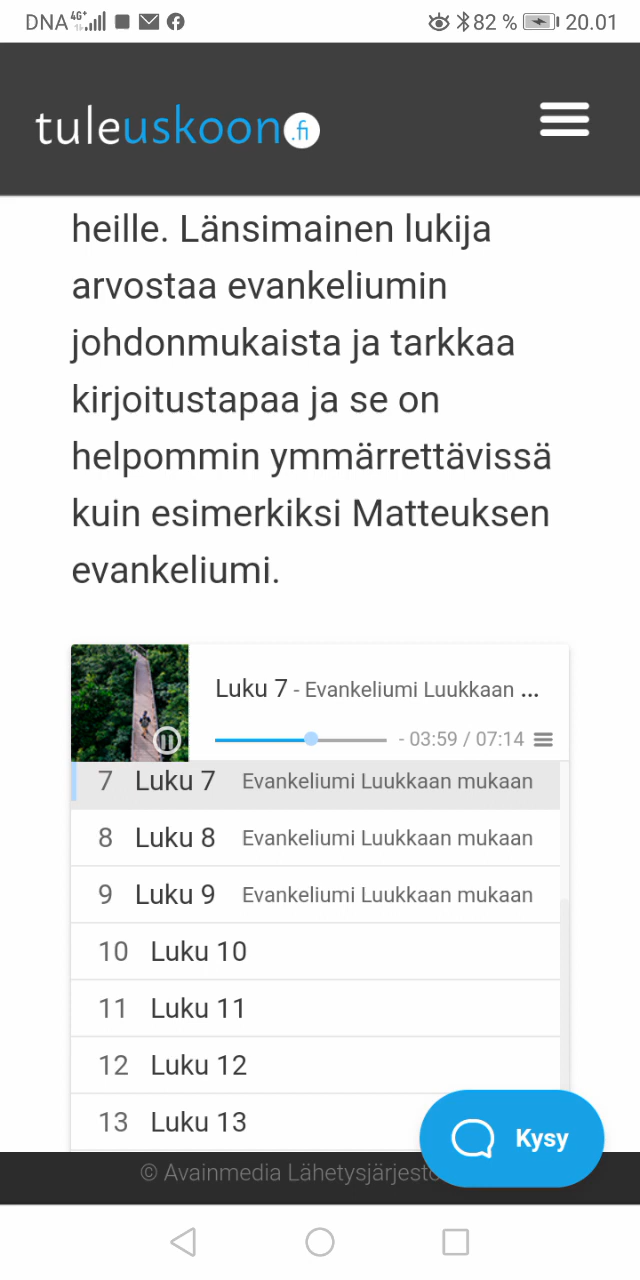 DNA 4G+ 82 % 20.01
tuleuskoon.fi
heille. Länsimainen lukija
arvostaa evankeliumin
johdonmukaista ja tarkkaa
kirjoitustapaa ja se on
helpommin ymmärrettävissä
kuin esimerkiksi Matteuksen
evankeliumi.
Luku 7 - Evankeliumi Luukkaan ...
- 03:59 / 07:14
7 Luku 7 Evankeliumi Luukkaan mukaan
8 Luku 8 Evankeliumi Luukkaan mukaan
9 Luku 9 Evankeliumi Luukkaan mukaan
10 Luku 10
11 Luku 11
12 Luku 12
13 Luku 13
Kysy
© Avainmedia Lähetysjärjestö